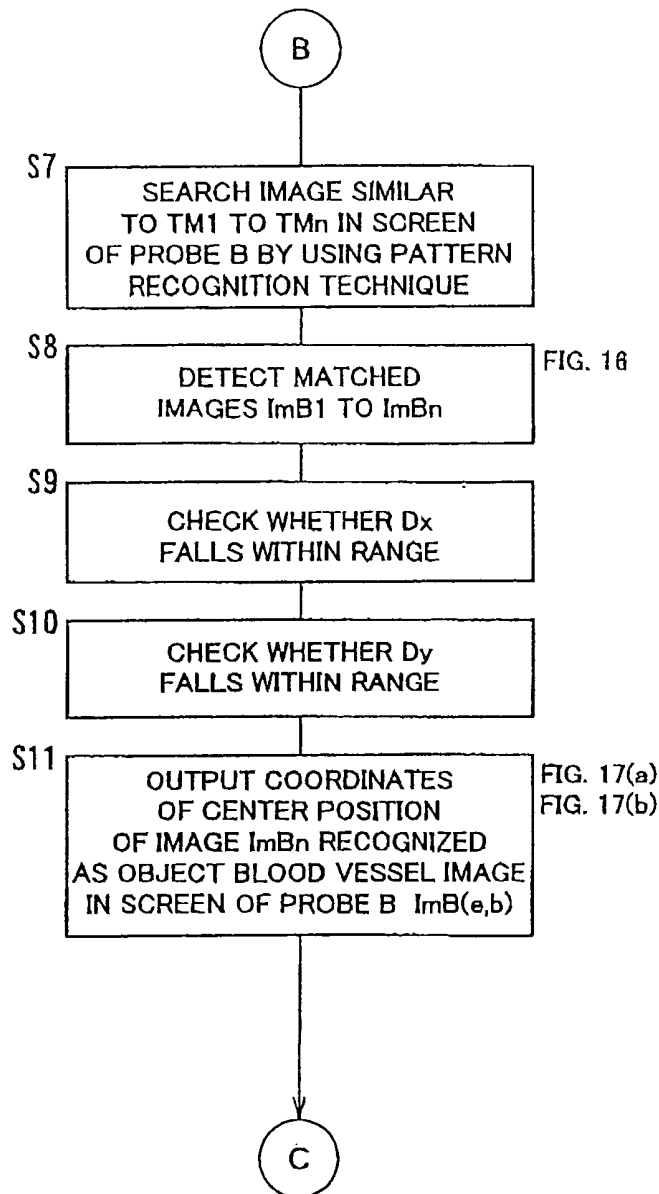 B
S7
SEARCH IMAGE SIMILAR
TO TM1 TO TMn IN SCREEN
OF PROBE B BY USING PATTERN
RECOGNITION TECHNIQUE
S8
DETECT MATCHED
IMAGES ImB1 TO ImBn
FIG. 16
S9
CHECK WHETHER Dx
FALLS WITHIN RANGE
S10
CHECK WHETHER Dy
FALLS WITHIN RANGE
S11
OUTPUT COORDINATES
OF CENTER POSITION
OF IMAGE ImBn RECOGNIZED
AS OBJECT BLOOD VESSEL IMAGE
IN SCREEN OF PROBE B ImB(e,b)
FIG. 17(a)
FIG. 17(b)
C